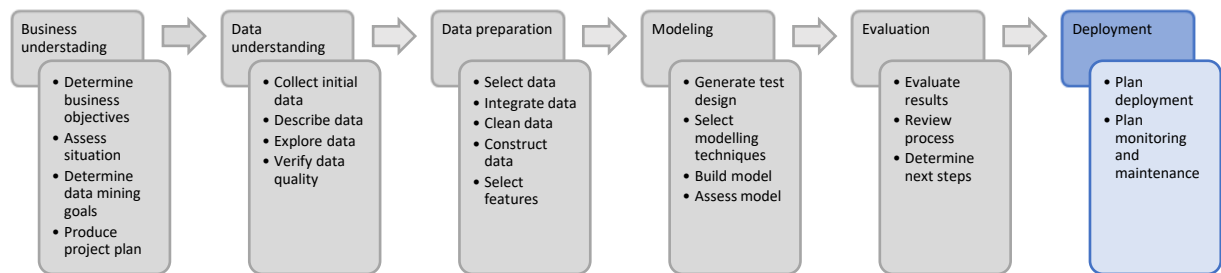 Business
understading
• Determine
business
objectives
• Assess
situation
• Determine
data mining
goals
• Produce
project plan
Data
understanding
• Collect initial
data
• Describe data
• Explore data
• Verify data
quality
Data preparation
• Select data
• Integrate data
• Clean data
• Construct
data
• Select
features
Modeling
• Generate test
design
• Select
modelling
techniques
• Build model
• Assess model
Evaluation
• Evaluate
results
• Review
process
• Determine
next steps
Deployment
• Plan
deployment
• Plan
monitoring
and
maintenance